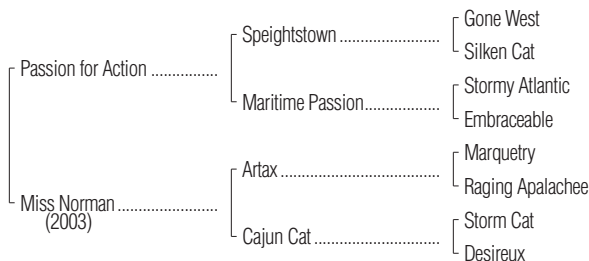 Gone West
Speightstown ................................
Silken Cat
Passion for Action ................
Stormy Atlantic
Maritime Passion........................
Embraceable
Marquetry
Artax ....................................................
Raging Apalachee
Miss Norman ........................
(2003)
Storm Cat
Cajun Cat ........................................
Desireux